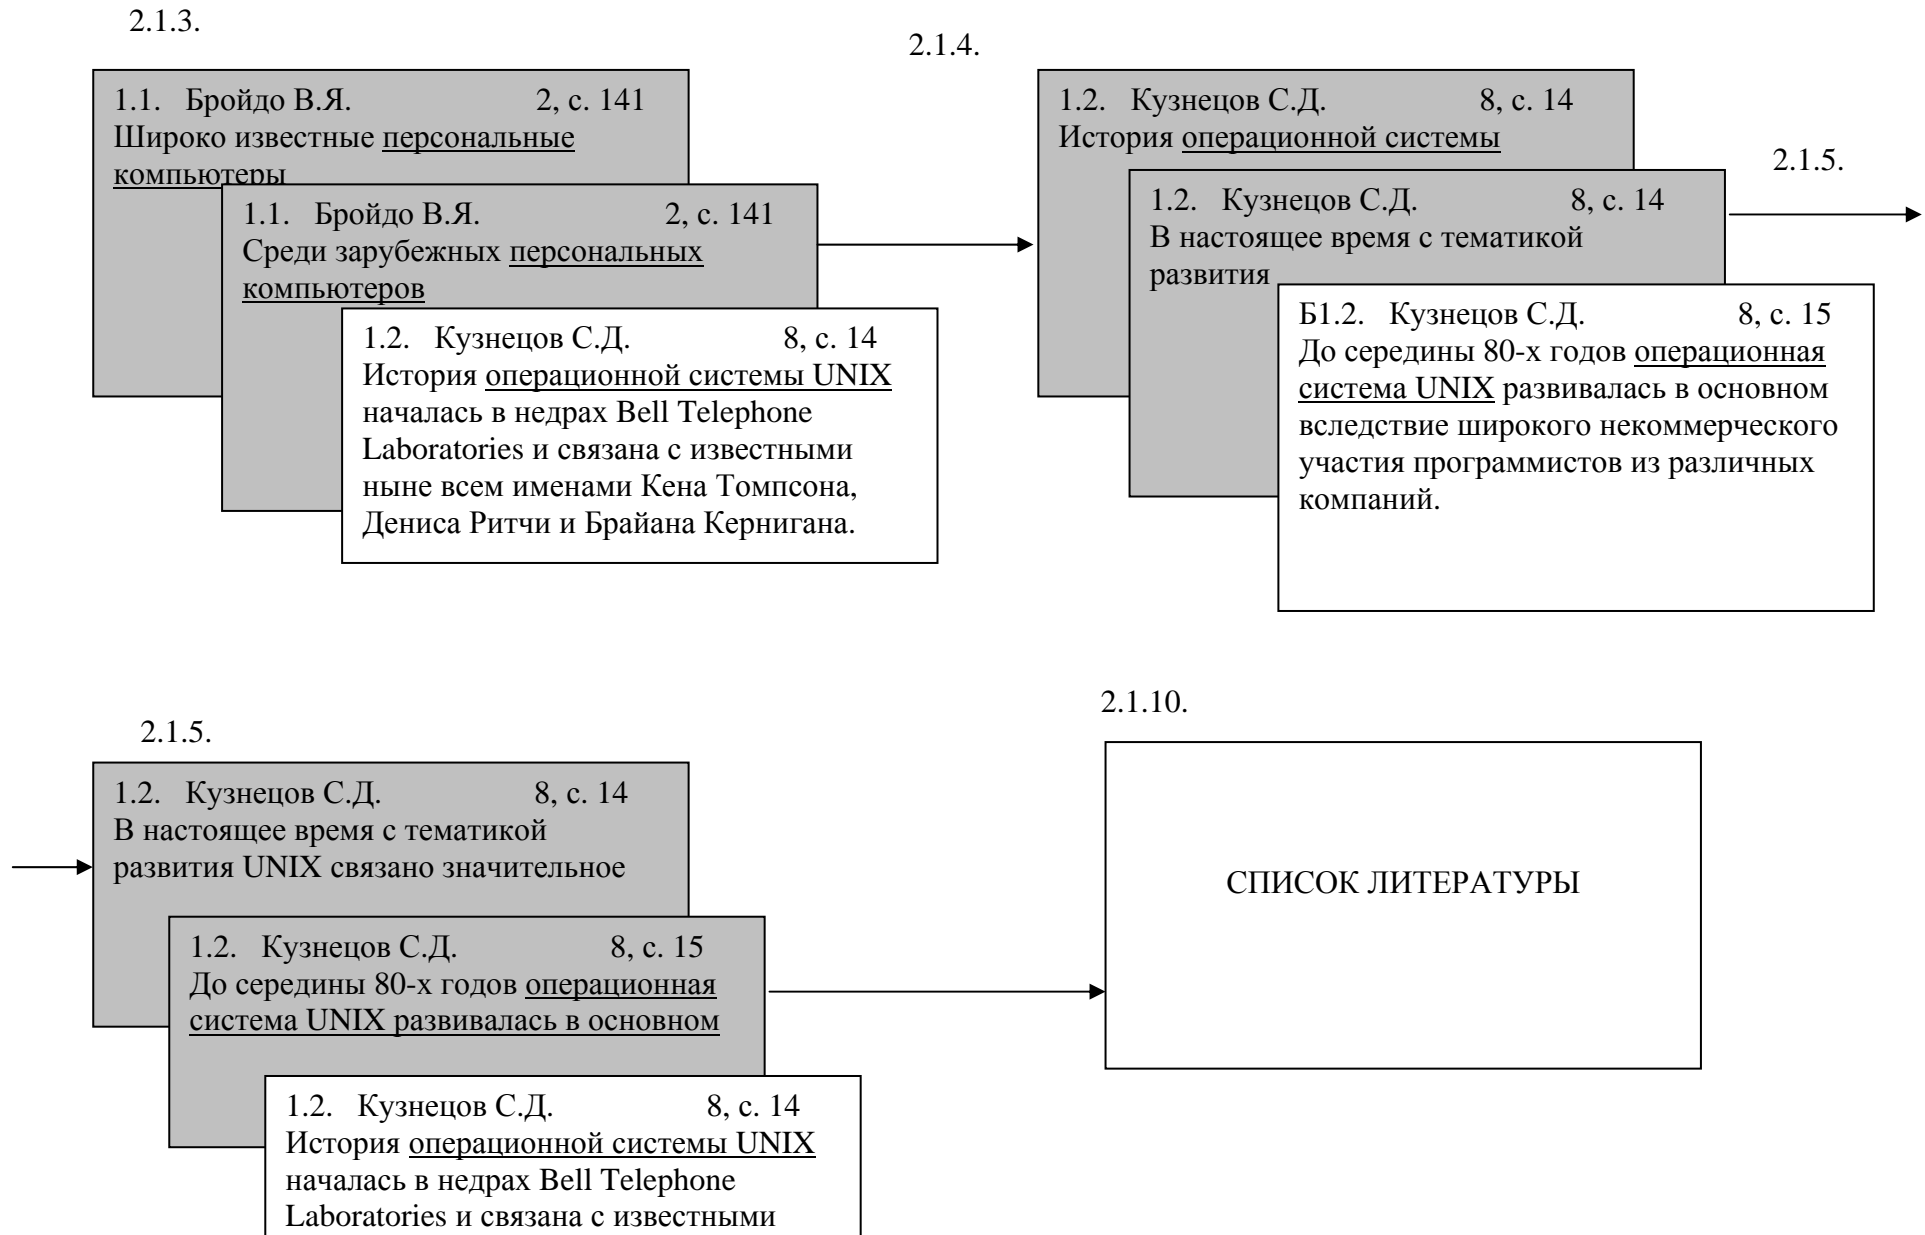 2.1.3.
1.1. Бройдо В.Я. 2, с. 141
Широко известные персональные
компьютеры
1.1. Бройдо В.Я. 2, с. 141
Среди зарубежных персональных
компьютеров
1.2. Кузнецов С.Д. 8, с. 14
История операционной системы UNIX
началась в недрах Bell Telephone
Laboratories и связана с известными
ныне всем именами Кена Томпсона,
Дениса Ритчи и Брайана Кернигана.
2.1.4.
1.2. Кузнецов С.Д. 8, с. 14
История операционной системы
1.2. Кузнецов С.Д. 8, с. 14
В настоящее время с тематикой
развития
Б1.2. Кузнецов С.Д. 8, с. 15
До середины 80-х годов операционная
система UNIX развивалась в основном
вследствие широкого некоммерческого
участия программистов из различных
компаний.
2.1.5.
2.1.5.
1.2. Кузнецов С.Д. 8, с. 14
В настоящее время с тематикой
развития UNIX связано значительное
1.2. Кузнецов С.Д. 8, с. 15
До середины 80-х годов операционная
система UNIX развивалась в основном
1.2. Кузнецов С.Д. 8, с. 14
История операционной системы UNIX
началась в недрах Bell Telephone
Laboratories и связана с известными
2.1.10.
СПИСОК ЛИТЕРАТУРЫ